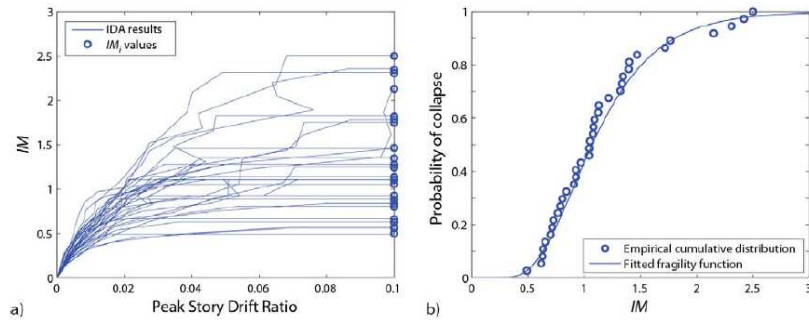 3
2.5
2
1.5
1
0.5
0
IM
IDA results
IMi values
0 0.02 0.04 0.06 0.08 0.1
Peak Story Drift Ratio
a)
1
0.8
0.6
0.4
0.2
0
Probability of collapse
Empirical cumulative distribution
Fitted fragility function
0 0.5 1 1.5 2 2.5 3
IM
b)